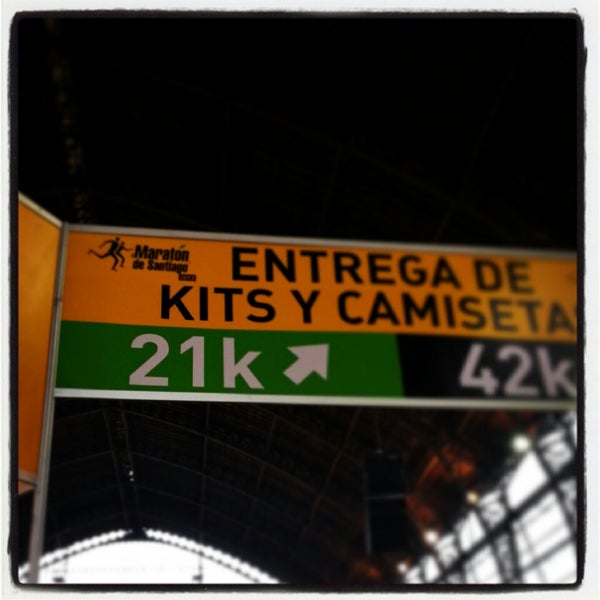 Maratón
de Santiago
ENTREGA DE
KITS Y CAMISETA
21k 42k